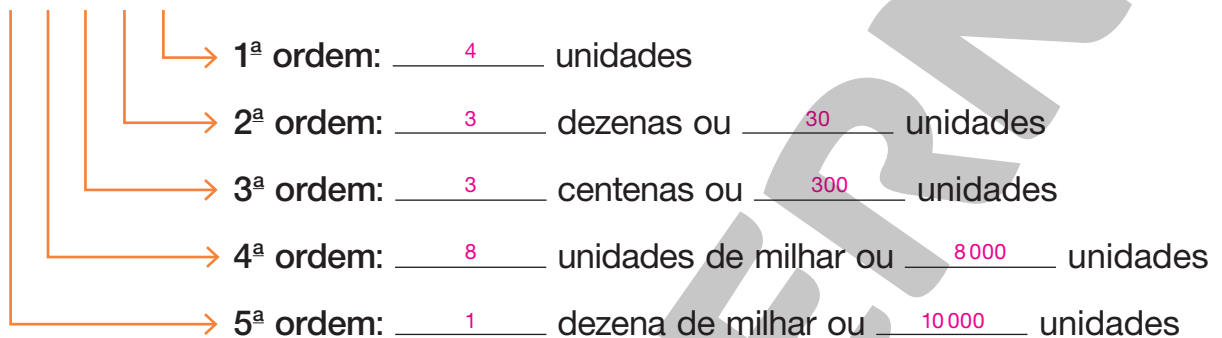 1ª ordem: 4 unidades
2ª ordem: 3 dezenas ou 30 unidades
3ª ordem: 3 centenas ou 300 unidades
4ª ordem: 8 unidades de milhar ou 8 000 unidades
5ª ordem: 1 dezena de milhar ou 10 000 unidades